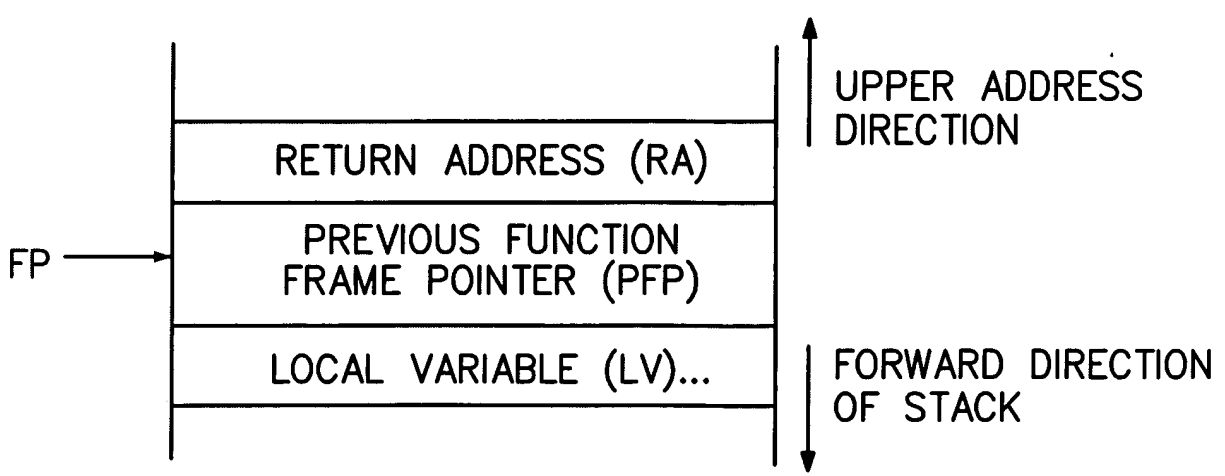 UPPER ADDRESS
DIRECTION
RETURN ADDRESS (RA)
FP
PREVIOUS FUNCTION
FRAME POINTER (PFP)
LOCAL VARIABLE (LV)...
FORWARD DIRECTION
OF STACK